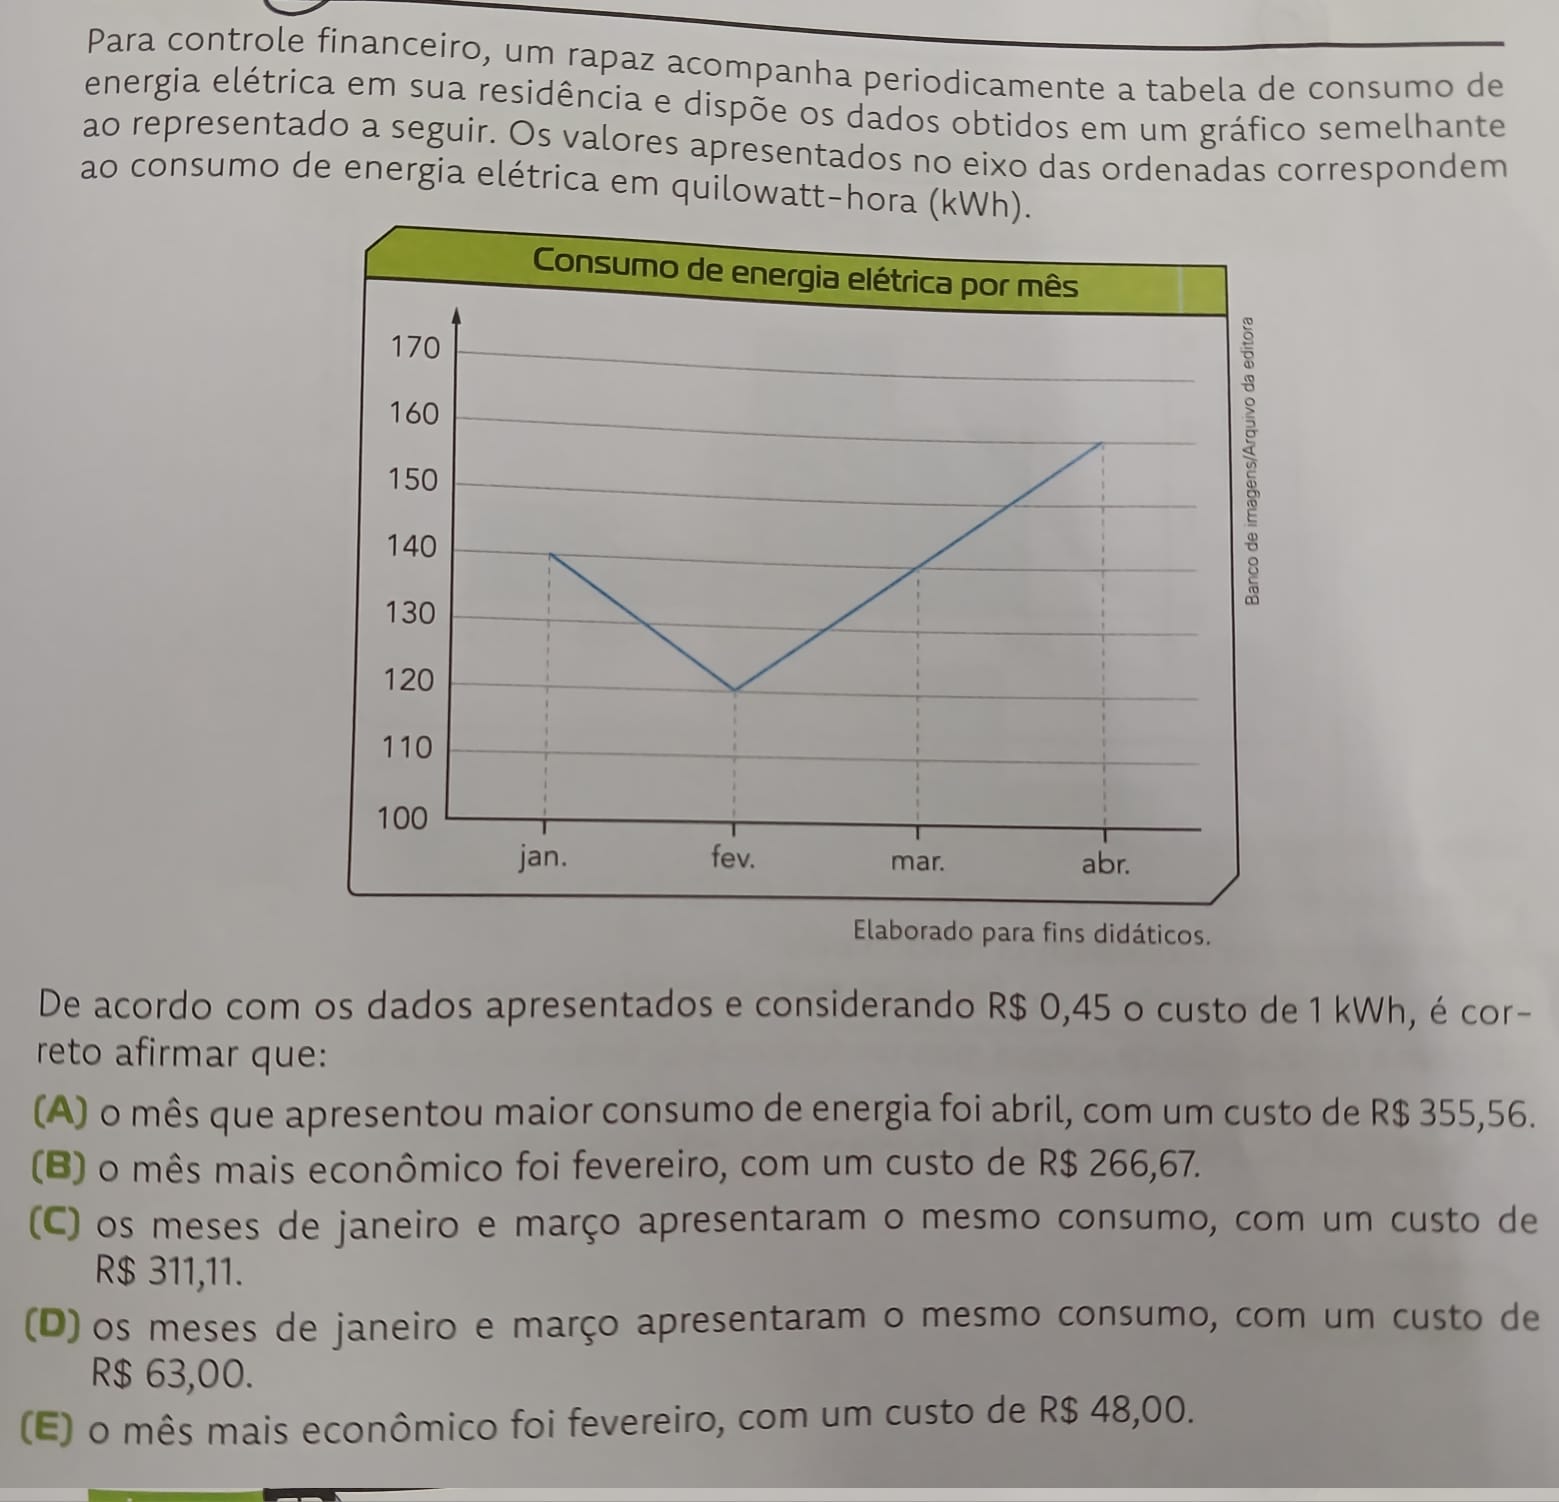 Para controle financeiro, um rapaz acompanha periodicamente a tabela de consumo de
energia elétrica em sua residência e dispõe os dados obtidos em um gráfico semelhante
ao representado a seguir. Os valores apresentados no eixo das ordenadas correspondem
ao consumo de energia elétrica em quilowatt-hora (kWh).
Consumo de energia elétrica por mês
170
160
150
140
130
120
110
100
jan. fev. mar. abr.
Banco de imagens/Arquivo da editora
Elaborado para fins didáticos.
De acordo com os dados apresentados e considerando R$ 0,45 o custo de 1 kWh, é cor-
reto afirmar que:
(A) o mês que apresentou maior consumo de energia foi abril, com um custo de R$ 355,56.
(B) o mês mais econômico foi fevereiro, com um custo de R$ 266,67.
(C) os meses de janeiro e março apresentaram o mesmo consumo, com um custo de
R$ 311,11.
(D) os meses de janeiro e março apresentaram o mesmo consumo, com um custo de
R$ 63,00.
(E) o mês mais econômico foi fevereiro, com um custo de R$ 48,00.